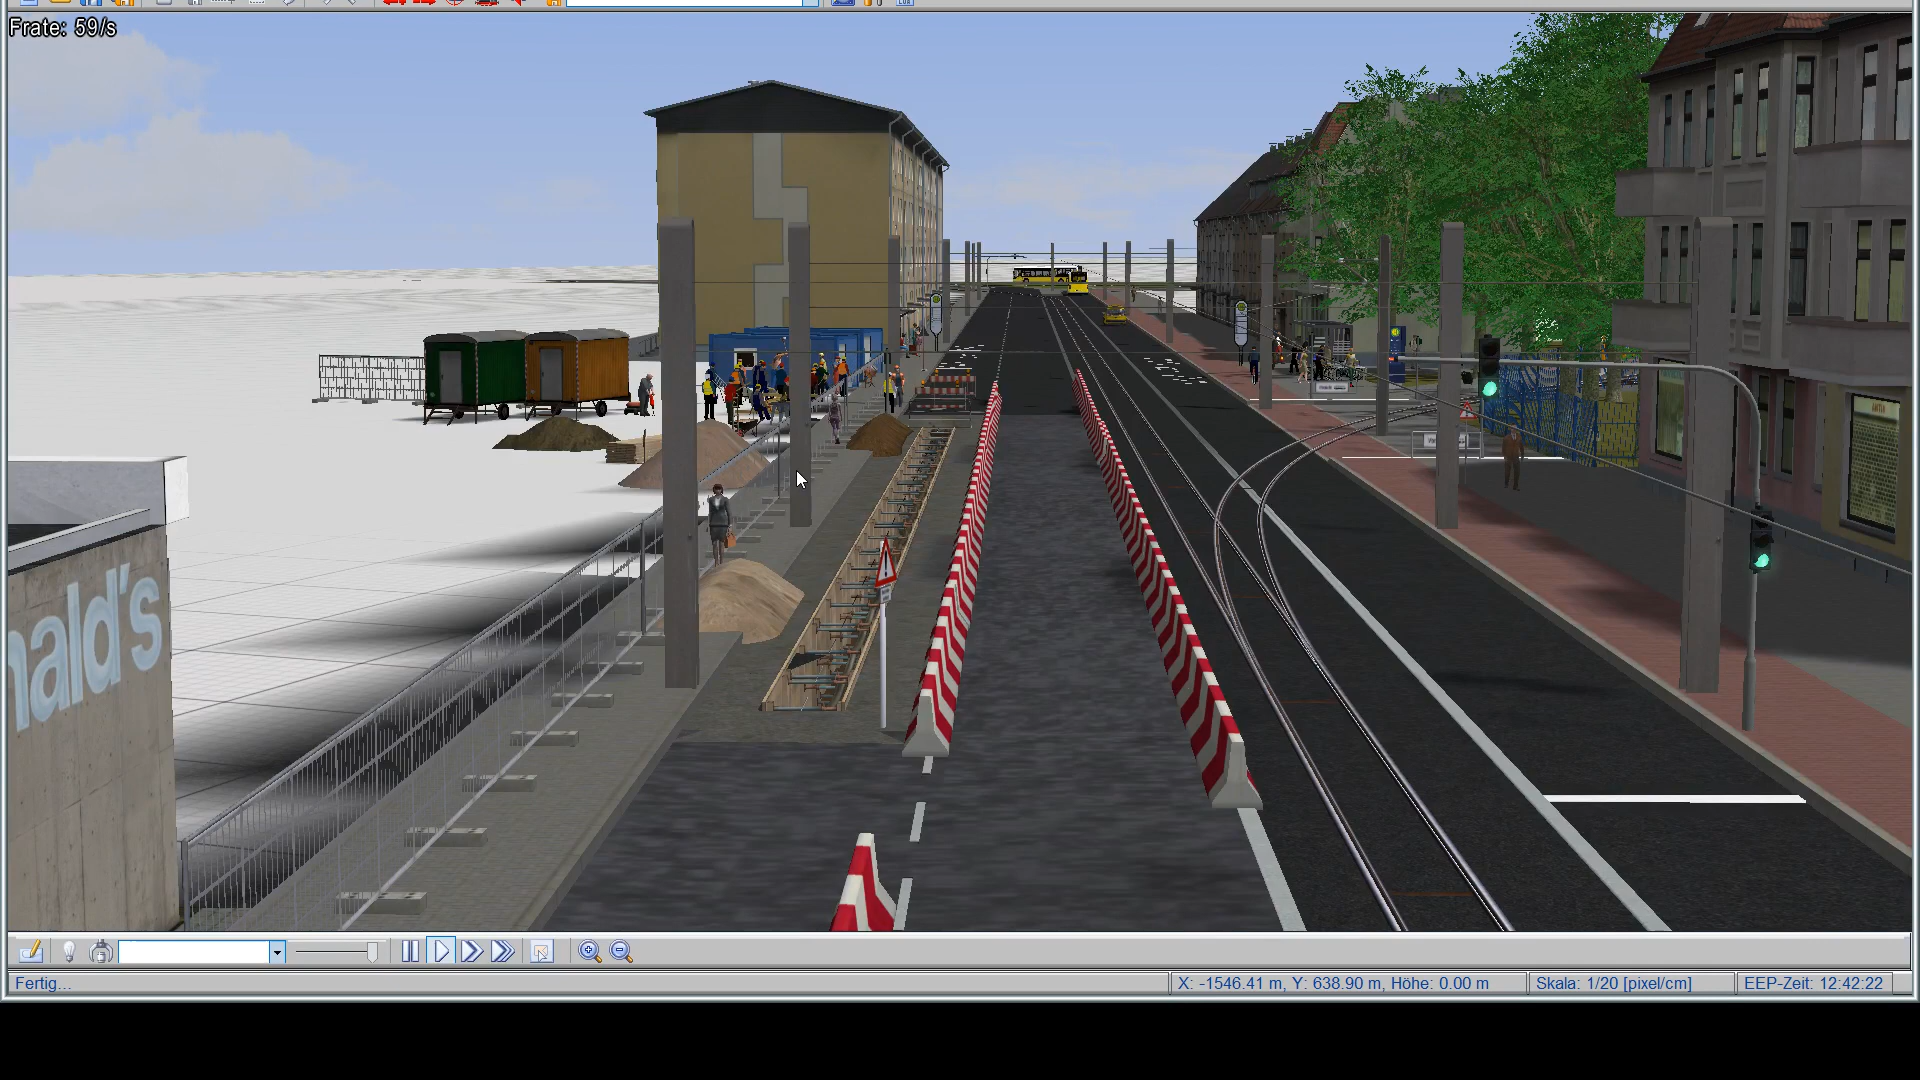 Frate: 59/s
nald's
Fertig...
X: -1546.41 m, Y: 638.90 m, Höhe: 0.00 m
Skala: 1/20 [pixel/cm]
EEP-Zeit: 12:42:22